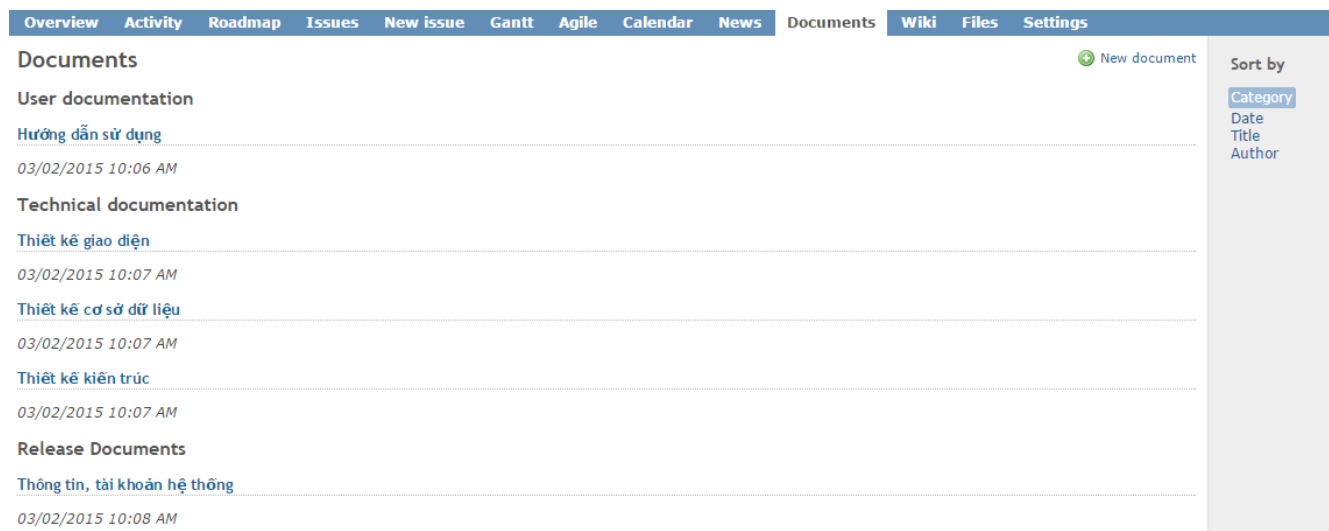 Overview Activity Roadmap Issues New issue Gantt Agile Calendar News Documents Wiki Files Settings
Documents
New document
User documentation
Hướng dẫn sử dụng
03/02/2015 10:06 AM
Technical documentation
Thiết kế giao diện
03/02/2015 10:07 AM
Thiết kế cơ sở dữ liệu
03/02/2015 10:07 AM
Thiết kế kiến trúc
03/02/2015 10:07 AM
Release Documents
Thông tin, tài khoản hệ thống
03/02/2015 10:08 AM
Sort by
Category
Date
Title
Author